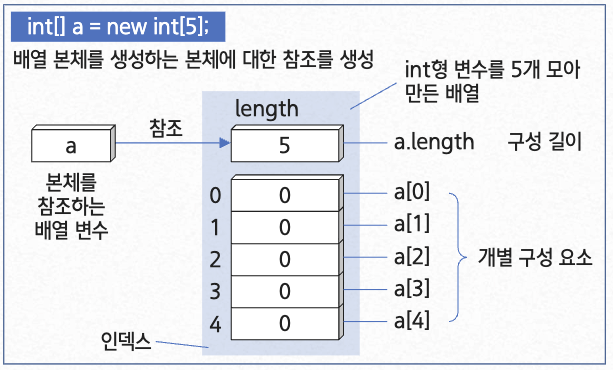 int[] a = new int[5];
배열 본체를 생성하는 본체에 대한 참조를 생성
int형 변수를 5개 모아
만든 배열
length
참조
a
5
a.length 구성 길이
본체를
참조하는
배열 변수
0 0 a[0]
1 0 a[1]
2 0 a[2]
개별 구성 요소
3 0 a[3]
4 0 a[4]
인덱스